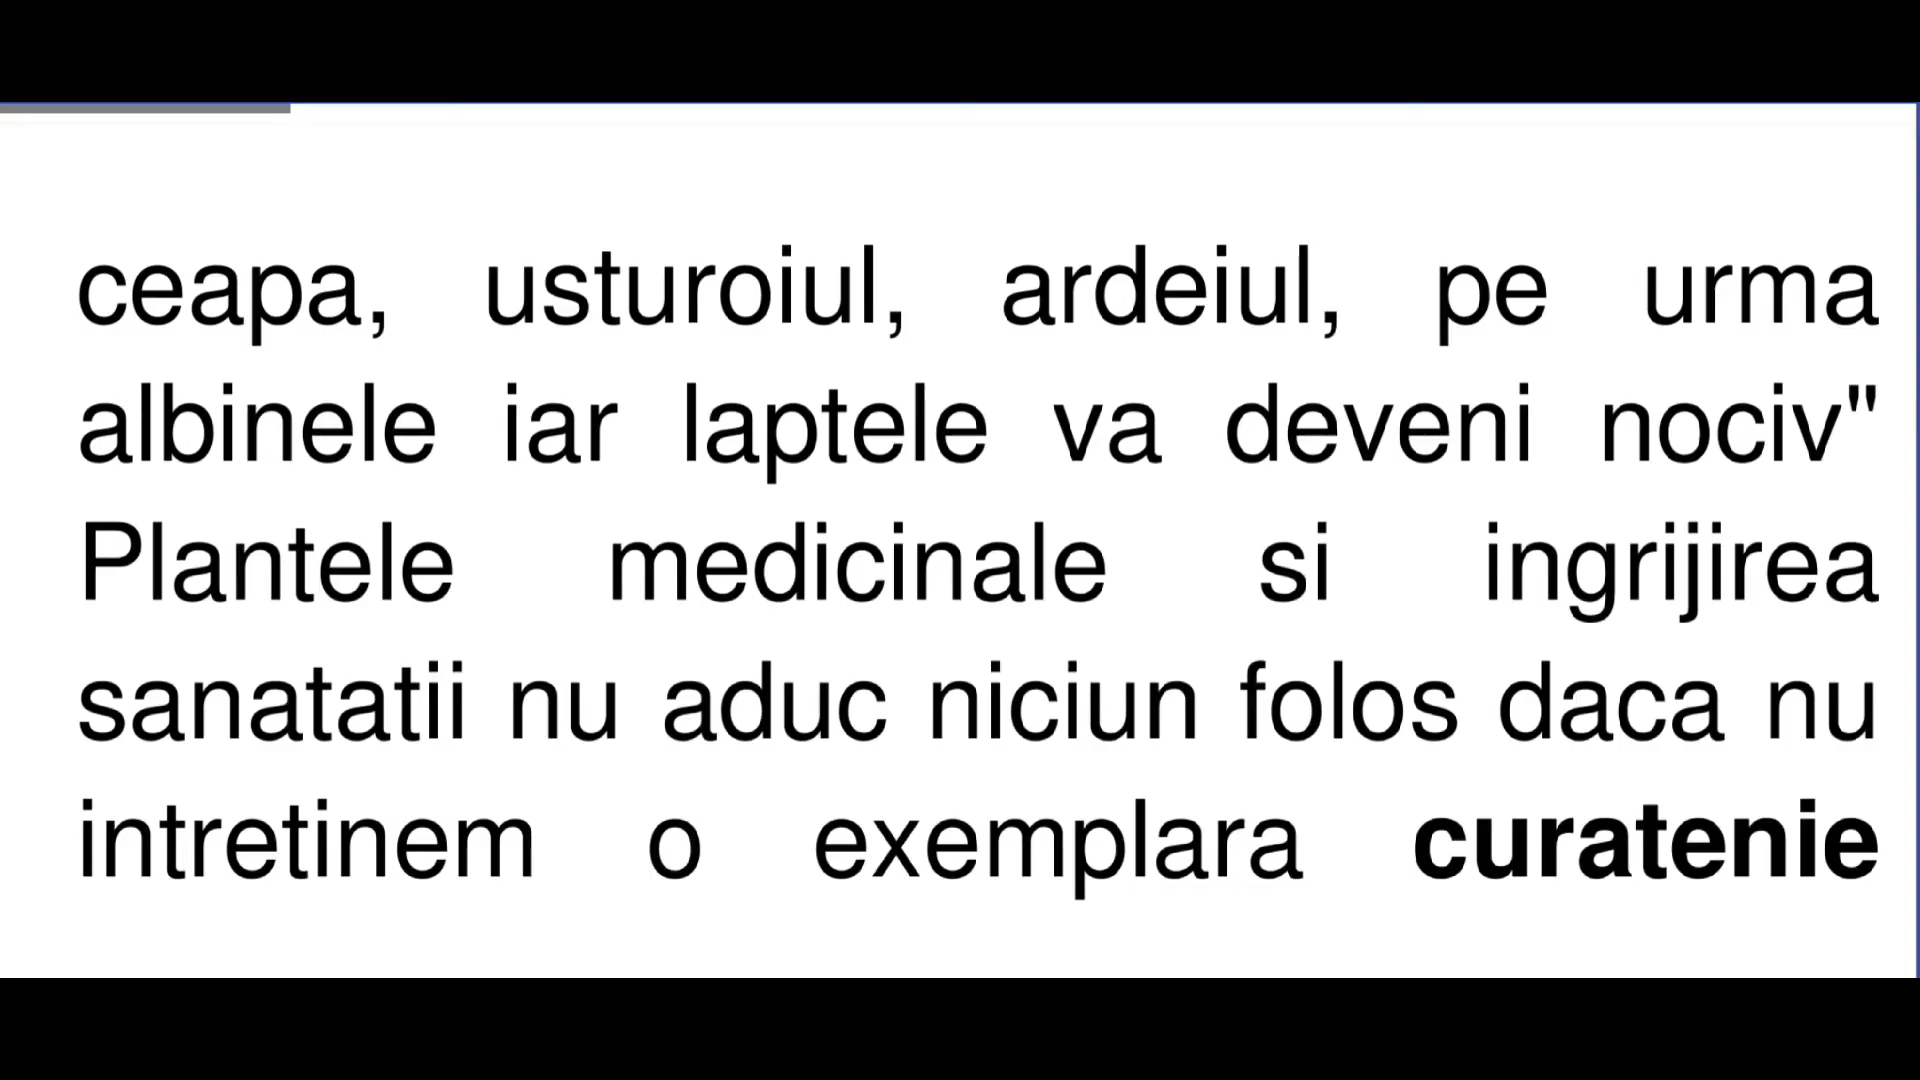 ceapa, usturoiul, ardeiul, pe urma
albinele iar laptele va deveni nociv"
Plantele medicinale si ingrijirea
sanatatii nu aduc niciun folos daca nu
intretinem o exemplara curatenie